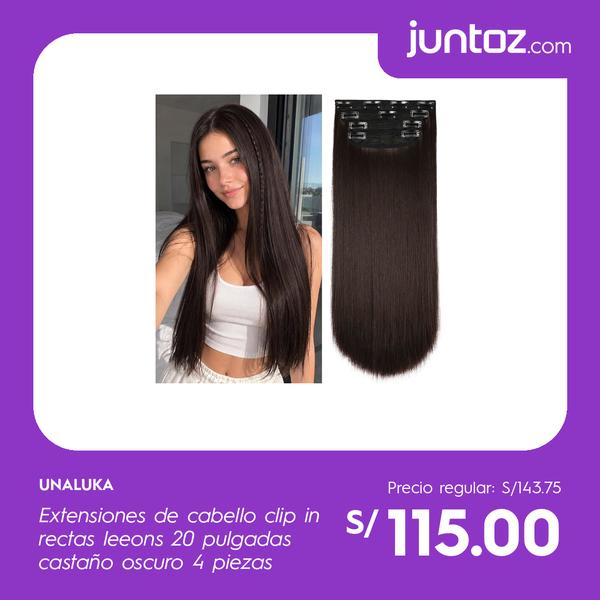 juntoz.com
UNALUKA
Extensiones de cabello clip in
rectas leeons 20 pulgadas
castaño oscuro 4 piezas
Precio regular: S/143.75
S/115.00